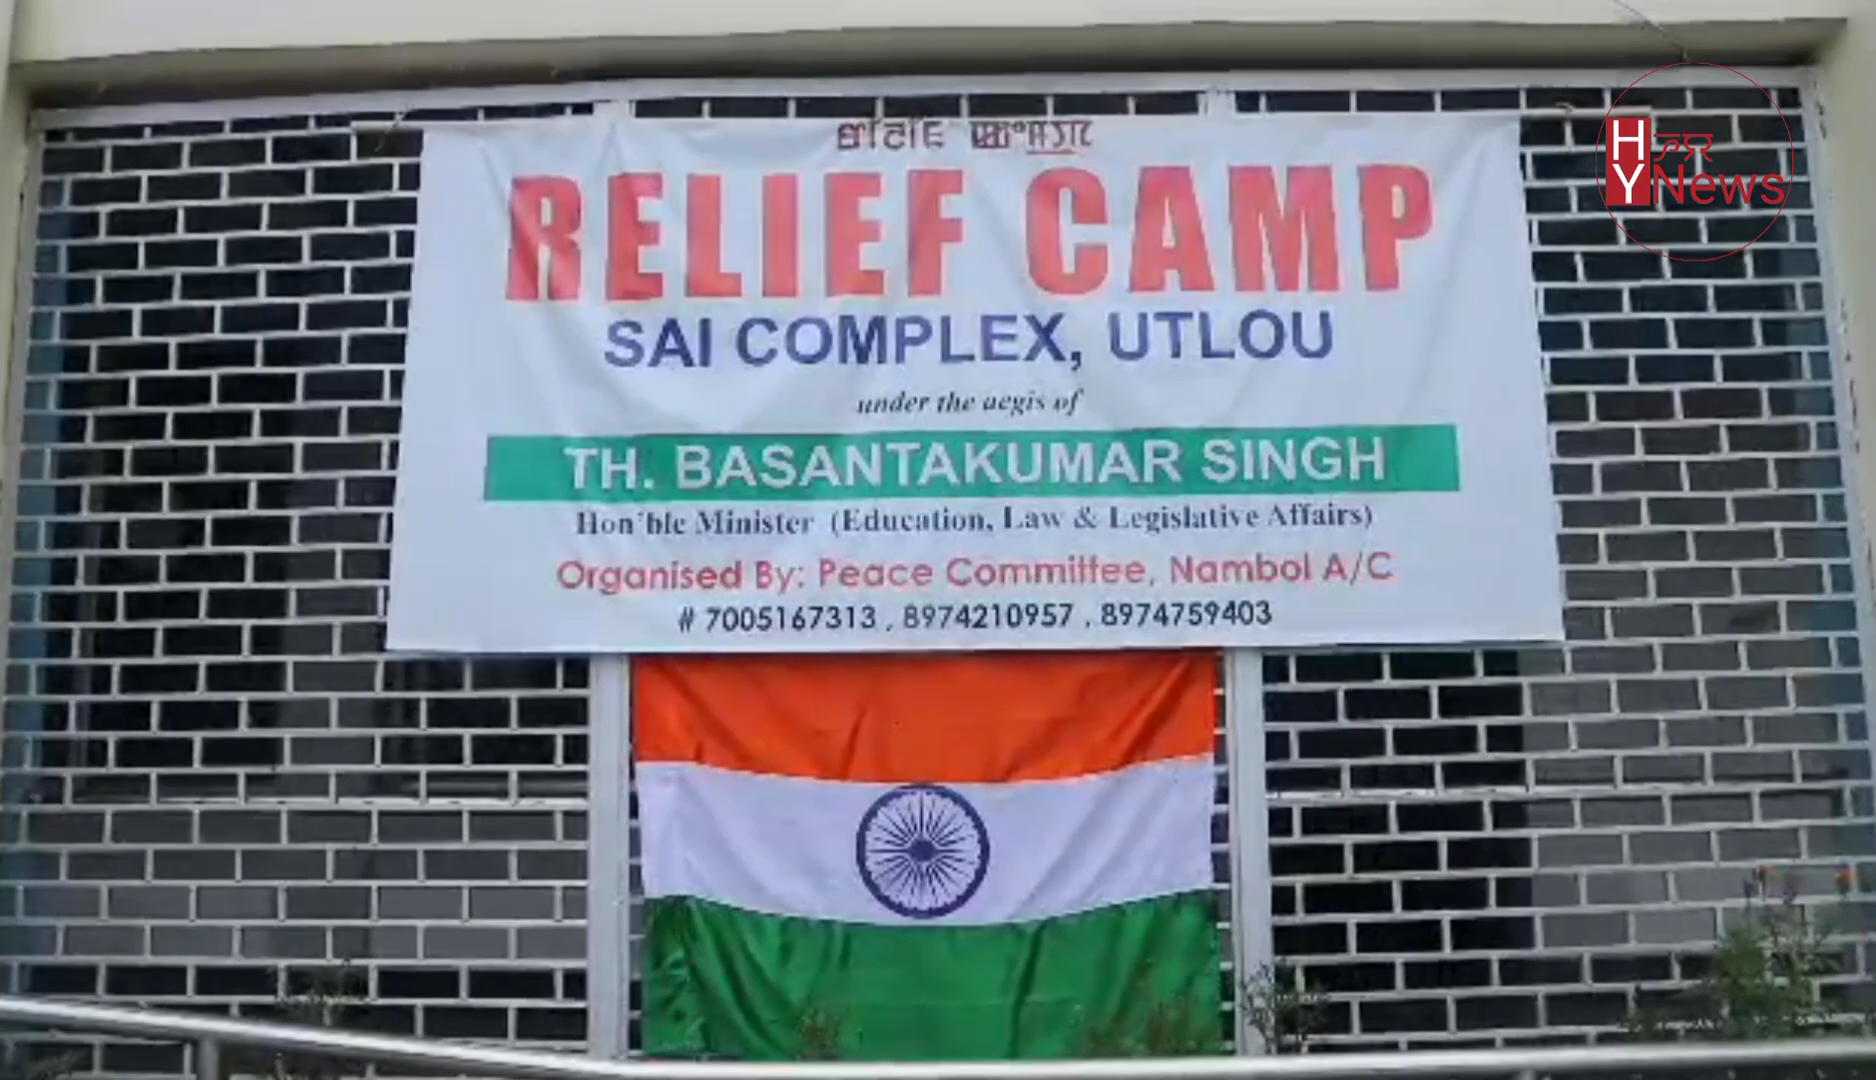 RELIEF CAMP
SAI COMPLEX, UTLOU
under the aegis of
TH. BASANTAKUMAR SINGH
Hon'ble Minister (Education, Law & Legislative Affairs)
Organised By: Peace Committee, Nambol A/C
# 7005167313 , 8974210957 , 8974759403
HY News